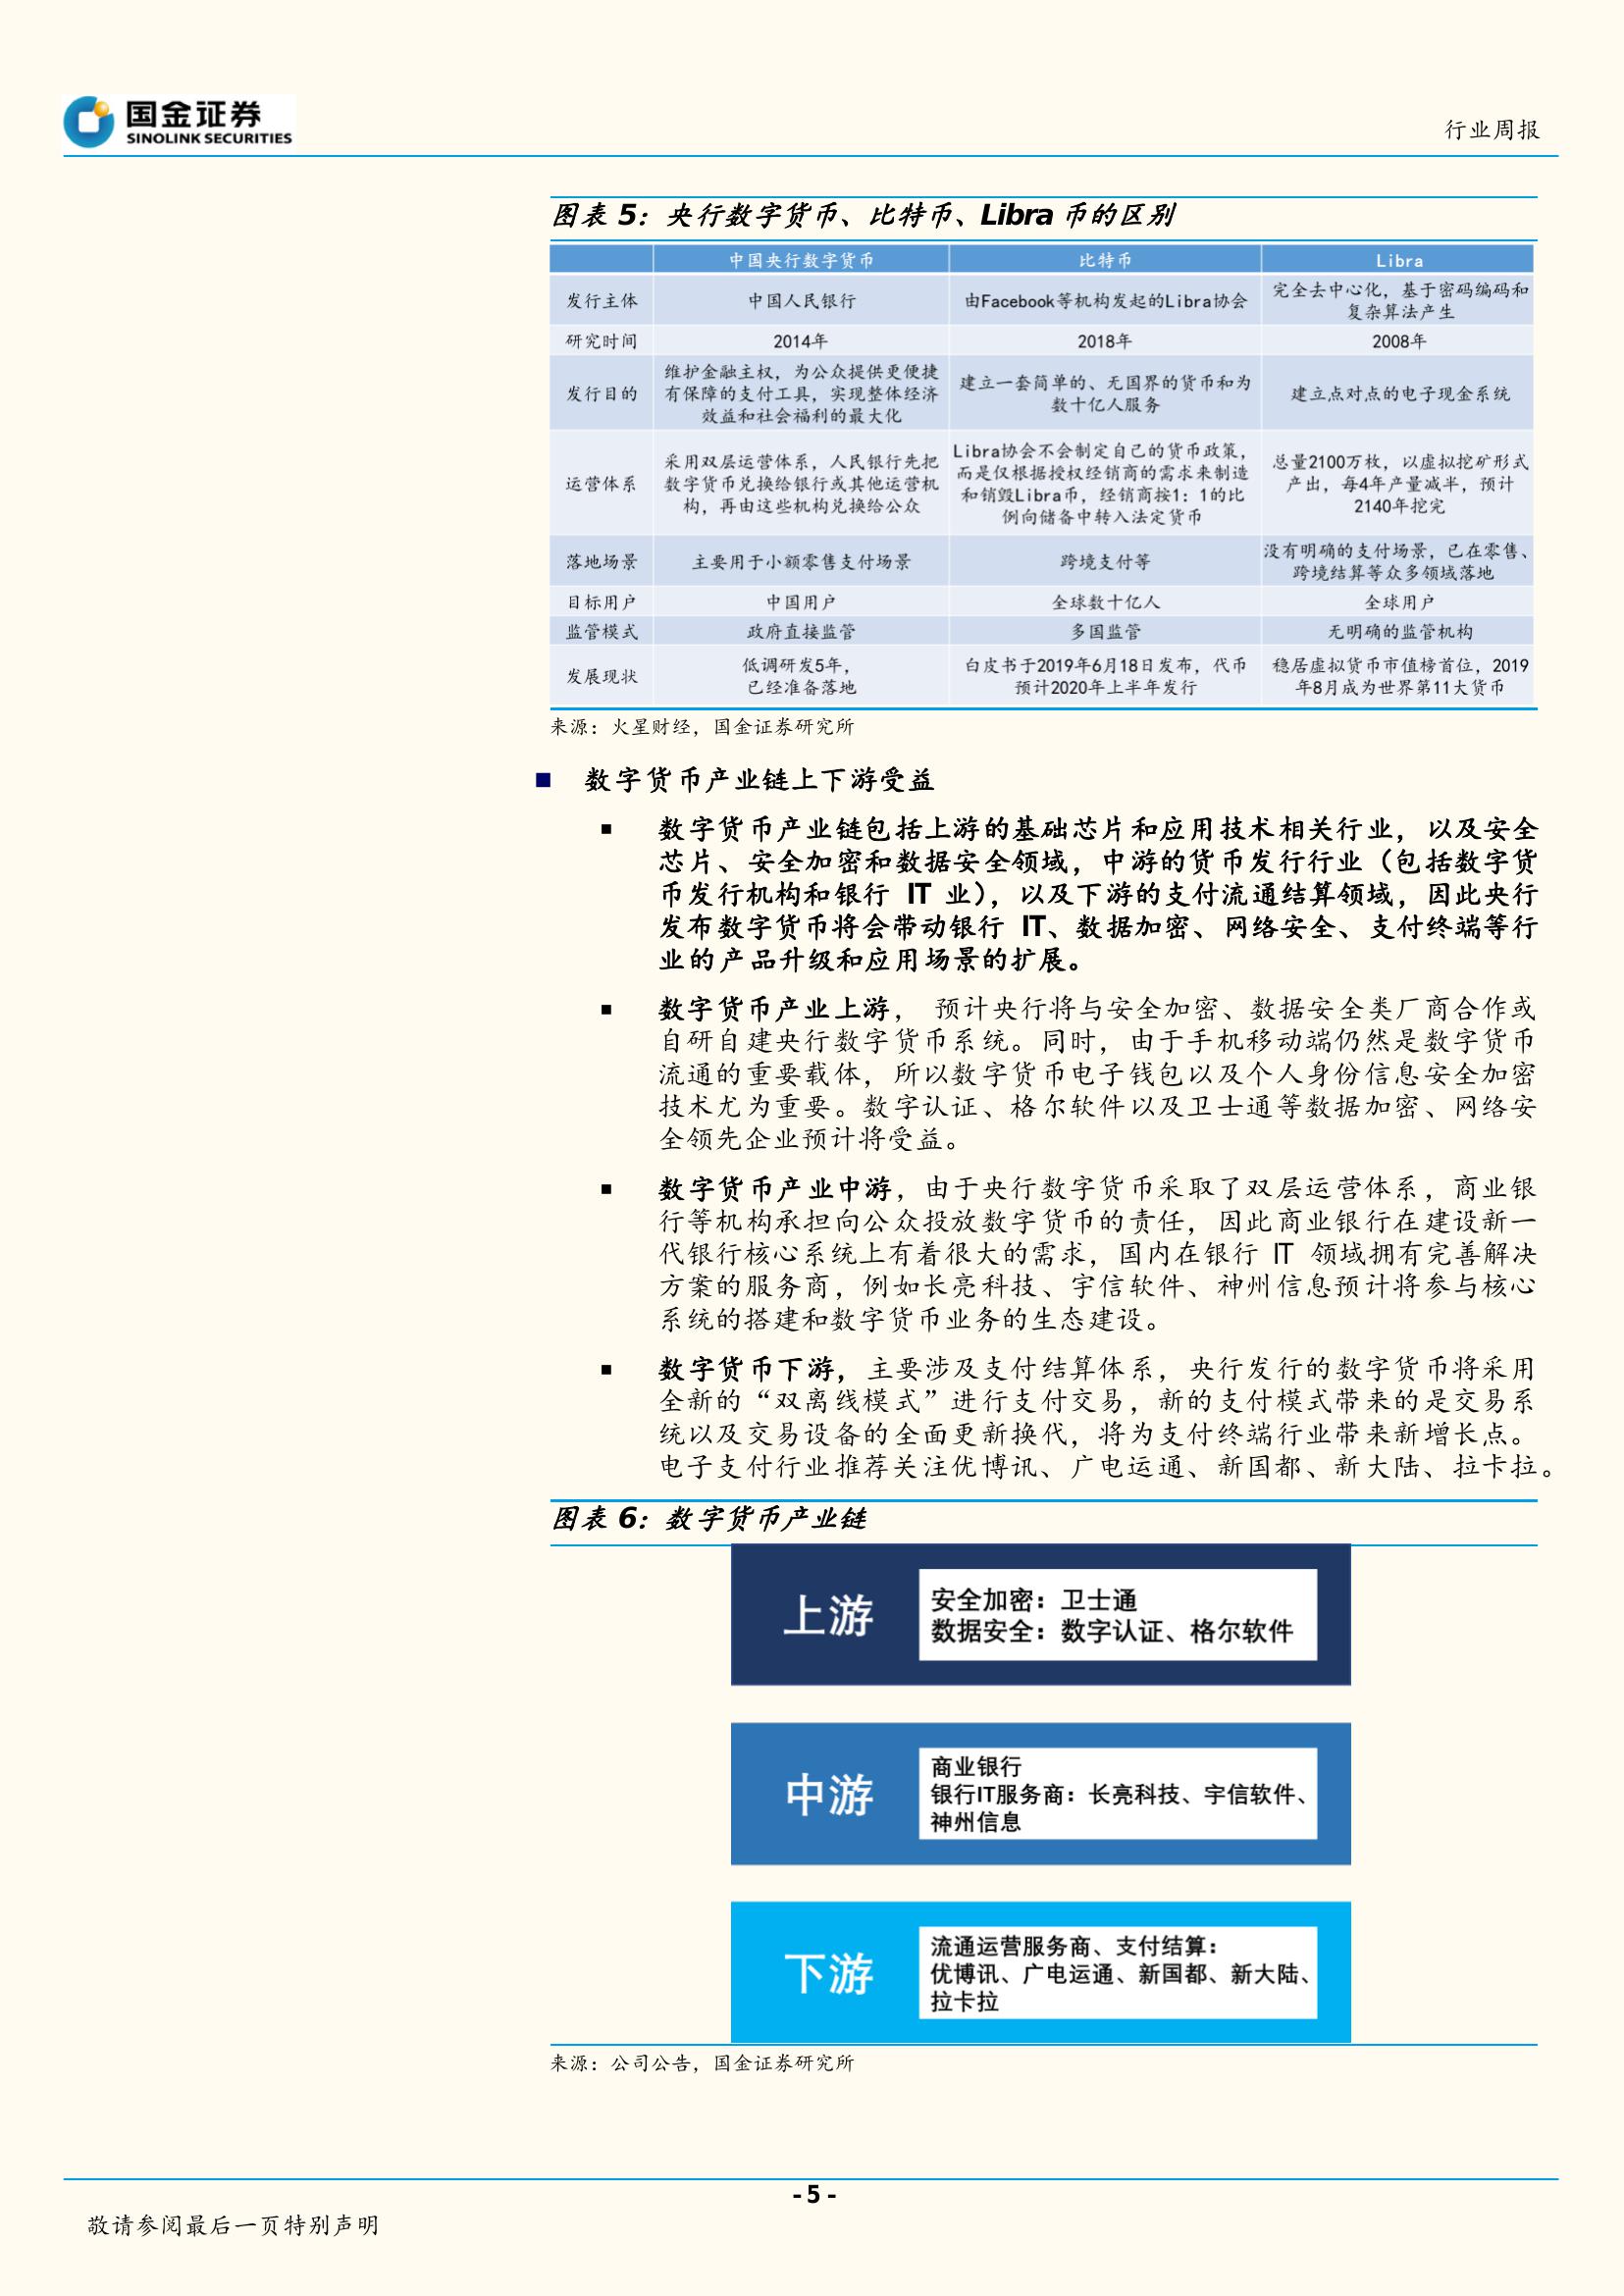 国金证券
SINOLINK SECURITIES
行业周报
图表 5：央行数字货币、比特币、Libra 币的区别
中国央行数字货币 比特币 Libra
发行主体 中国人民银行 由Facebook等机构发起的Libra协会 完全去中心化，基于密码编码和
复杂算法产生
研究时间 2014年 2018年 2008年
发行目的 维护金融主权，为公众提供更便捷
有保障的支付工具，实现整体经济
效益和社会福利的最大化
建立一套简单的、无国界的货币和为
数十亿人服务
建立点对点的电子现金系统
运营体系 采用双层运营体系，人民银行先把
数字货币兑换给银行或其他运营机
构，再由这些机构兑换给公众
Libra协会不会制定自己的货币政策，
而是仅根据授权经销商的需求来制造
和销毁Libra币，经销商按1：1的比
例向储备中转入法定货币
总量2100万枚，以虚拟挖矿形式
产出，每4年产量减半，预计
2140年挖完
落地场景 主要用于小额零售支付场景 跨境支付等 没有明确的支付场景，已在零售、
跨境结算等众多领域落地
目标用户 中国用户 全球数十亿人 全球用户
监管模式 政府直接监管 多国监管 无明确的监管机构
发展现状 低调研发5年，
已经准备落地
白皮书于2019年6月18日发布，代币
预计2020年上半年发行
稳居虚拟货币市值榜首位，2019
年8月成为世界第11大货币
来源：火星财经，国金证券研究所
■ 数字货币产业链上下游受益
▪ 数字货币产业链包括上游的基础芯片和应用技术相关行业，以及安全
芯片、安全加密和数据安全领域，中游的货币发行行业（包括数字货
币发行机构和银行 IT 业），以及下游的支付流通结算领域，因此央行
发布数字货币将会带动银行 IT、数据加密、网络安全、支付终端等行
业的产品升级和应用场景的扩展。
▪ 数字货币产业上游， 预计央行将与安全加密、数据安全类厂商合作或
自研自建央行数字货币系统。同时，由于手机移动端仍然是数字货币
流通的重要载体，所以数字货币电子钱包以及个人身份信息安全加密
技术尤为重要。数字认证、格尔软件以及卫士通等数据加密、网络安
全领先企业预计将受益。
▪ 数字货币产业中游，由于央行数字货币采取了双层运营体系，商业银
行等机构承担向公众投放数字货币的责任，因此商业银行在建设新一
代银行核心系统上有着很大的需求，国内在银行 IT 领域拥有完善解决
方案的服务商，例如长亮科技、宇信软件、神州信息预计将参与核心
系统的搭建和数字货币业务的生态建设。
▪ 数字货币下游，主要涉及支付结算体系，央行发行的数字货币将采用
全新的“双离线模式”进行支付交易，新的支付模式带来的是交易系
统以及交易设备的全面更新换代，将为支付终端行业带来新增长点。
电子支付行业推荐关注优博讯、广电运通、新国都、新大陆、拉卡拉。
图表 6：数字货币产业链
上游
安全加密：卫士通
数据安全：数字认证、格尔软件
中游
商业银行
银行IT服务商：长亮科技、宇信软件、
神州信息
下游
流通运营服务商、支付结算：
优博讯、广电运通、新国都、新大陆、
拉卡拉
来源：公司公告，国金证券研究所
- 5 -
敬请参阅最后一页特别声明